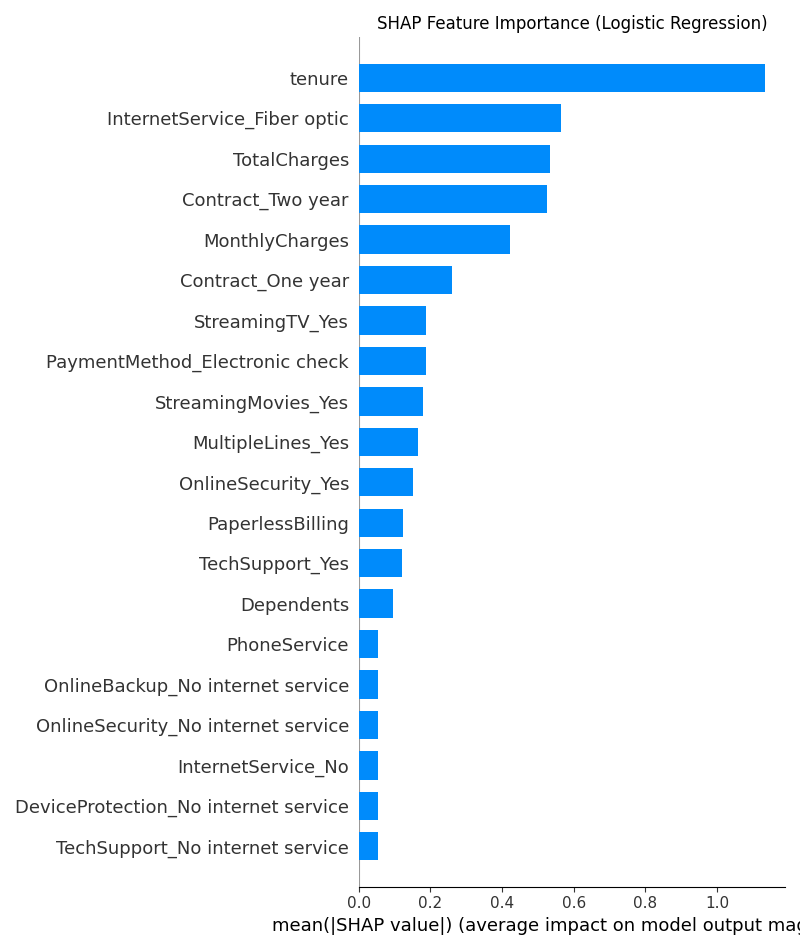 SHAP Feature Importance (Logistic Regression)
tenure
InternetService_Fiber optic
TotalCharges
Contract_Two year
MonthlyCharges
Contract_One year
StreamingTV_Yes
PaymentMethod_Electronic check
StreamingMovies_Yes
MultipleLines_Yes
OnlineSecurity_Yes
PaperlessBilling
TechSupport_Yes
Dependents
PhoneService
OnlineBackup_No internet service
OnlineSecurity_No internet service
InternetService_No
DeviceProtection_No internet service
TechSupport_No internet service
0.0 0.2 0.4 0.6 0.8 1.0
mean(|SHAP value|) (average impact on model output mag